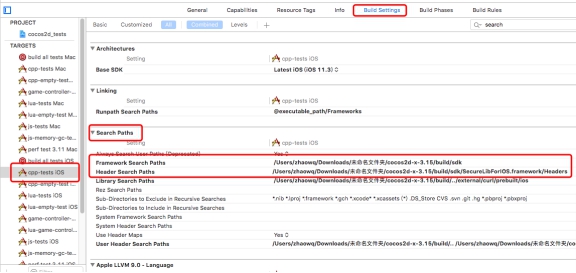 General Capabilities Resource Tags Info Build Settings Build Phases Build Rules
PROJECT
cocos2d_tests
TARGETS
build all tests Mac
cpp-tests Mac
cpp-empty-test...
game-controller-...
lua-tests Mac
lua-empty-test Mac
js-tests Mac
js-memory-gc-te...
perf test 3.11 Mac
build all tests iOS
cpp-tests iOS
cpp-empty-test i...
lua-tests iOS
lua-empty-test iOS
game-controller-...
lua-game-control...
js-tests iOS
js-memory-gc-te...
Basic Customized All Combined Levels +
search
Architectures
Setting cpp-tests iOS
Base SDK Latest iOS (iOS 11.3)
Linking
Setting cpp-tests iOS
Runpath Search Paths @executable_path/Frameworks
Search Paths
Setting cpp-tests iOS
Always Search User Paths (Deprecated) Yes
Framework Search Paths /Users/zhaowq/Downloads/未命名文件夹/cocos2d-x-3.15/build/sdk
Header Search Paths /Users/zhaowq/Downloads/未命名文件夹/cocos2d-x-3.15/build/sdk/SecureLibForIOS.framework/Headers
Library Search Paths /Users/zhaowq/Downloads/未命名文件夹/cocos2d-x-3.15/build/../external/curl/prebuilt/ios
Rez Search Paths
Sub-Directories to Exclude in Recursive Searches *.nib *.lproj *.framework *.gch *.xcode* *.xcassets (*) .DS_Store CVS .svn .git .hg *.pbproj *.pbxproj
Sub-Directories to Include in Recursive Searches
System Framework Search Paths
System Header Search Paths
Use Header Maps Yes
User Header Search Paths /Users/zhaowq/Downloads/未命名文件夹/cocos2d-x-3.15/build/.. /Users/zhaowq/Downloads/未命名文件夹/co
Apple LLVM 9.0 - Language